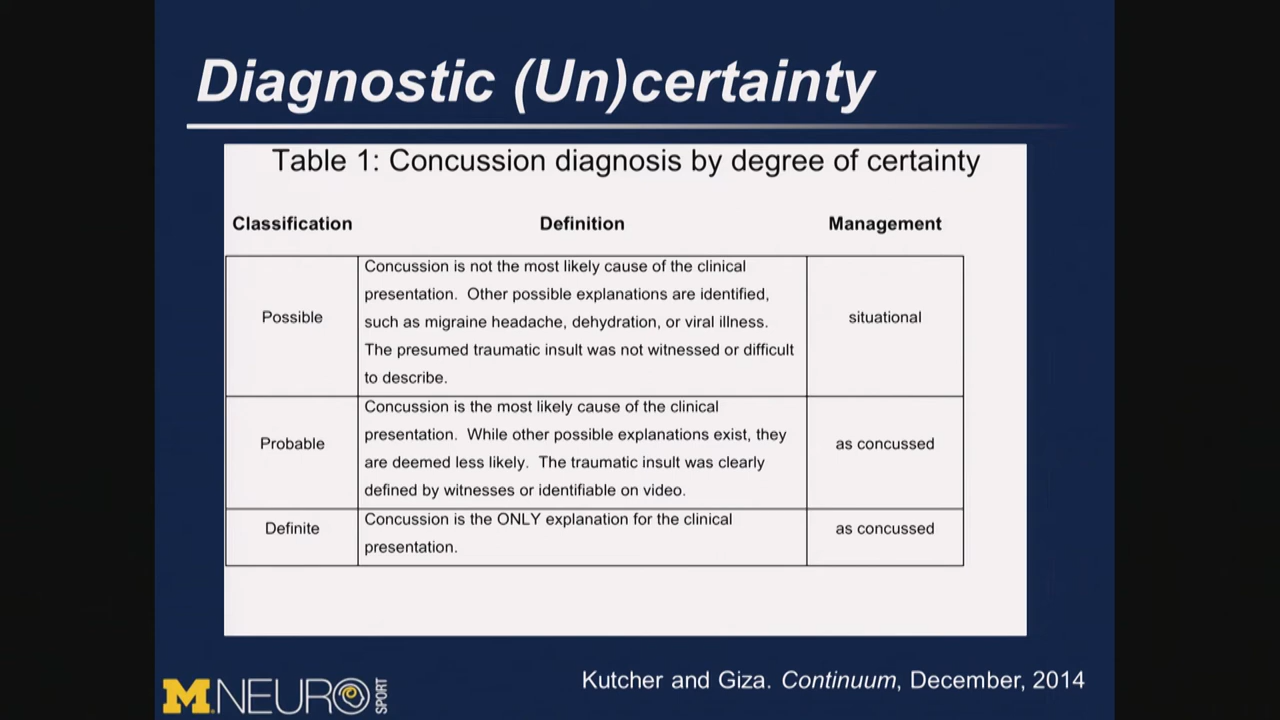 Diagnostic (Un)certainty
Table 1: Concussion diagnosis by degree of certainty
Classification Definition Management
Possible
Concussion is not the most likely cause of the clinical
presentation. Other possible explanations are identified,
such as migraine headache, dehydration, or viral illness.
The presumed traumatic insult was not witnessed or difficult
to describe.
situational
Probable
Concussion is the most likely cause of the clinical
presentation. While other possible explanations exist, they
are deemed less likely. The traumatic insult was clearly
defined by witnesses or identifiable on video.
as concussed
Definite
Concussion is the ONLY explanation for the clinical
presentation.
as concussed
Kutcher and Giza. Continuum, December, 2014
M.NEURO SPORT